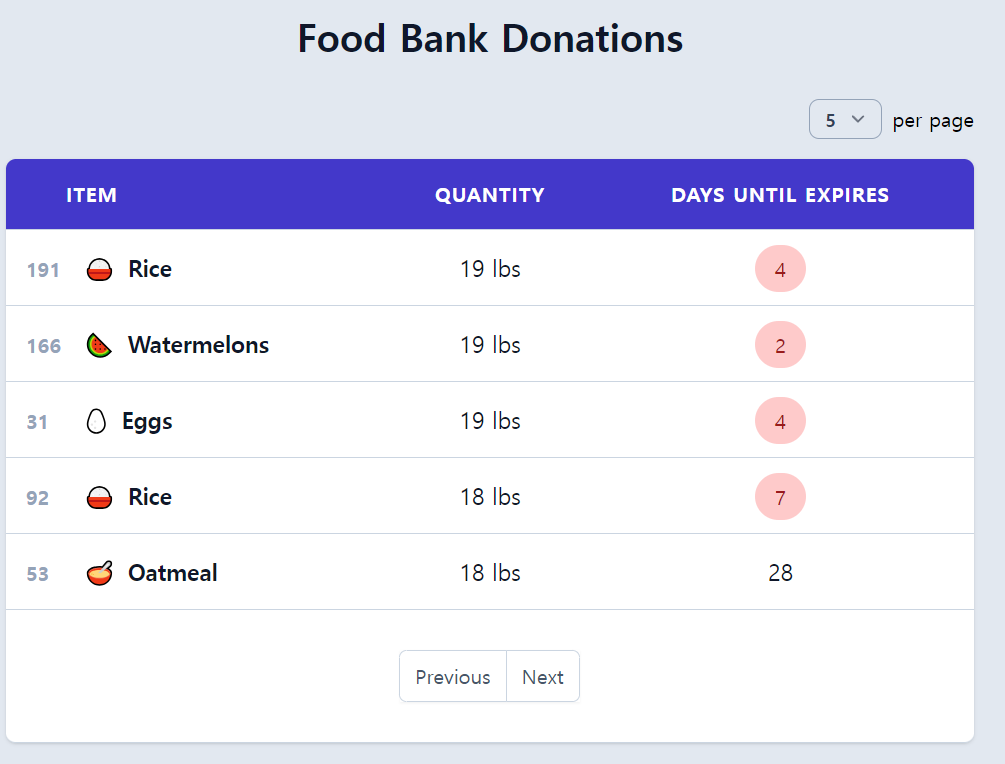 Food Bank Donations
5 per page
ITEM QUANTITY DAYS UNTIL EXPIRES
191 Rice 19 lbs 4
166 Watermelons 19 lbs 2
31 Eggs 19 lbs 4
92 Rice 18 lbs 7
53 Oatmeal 18 lbs 28
Previous Next